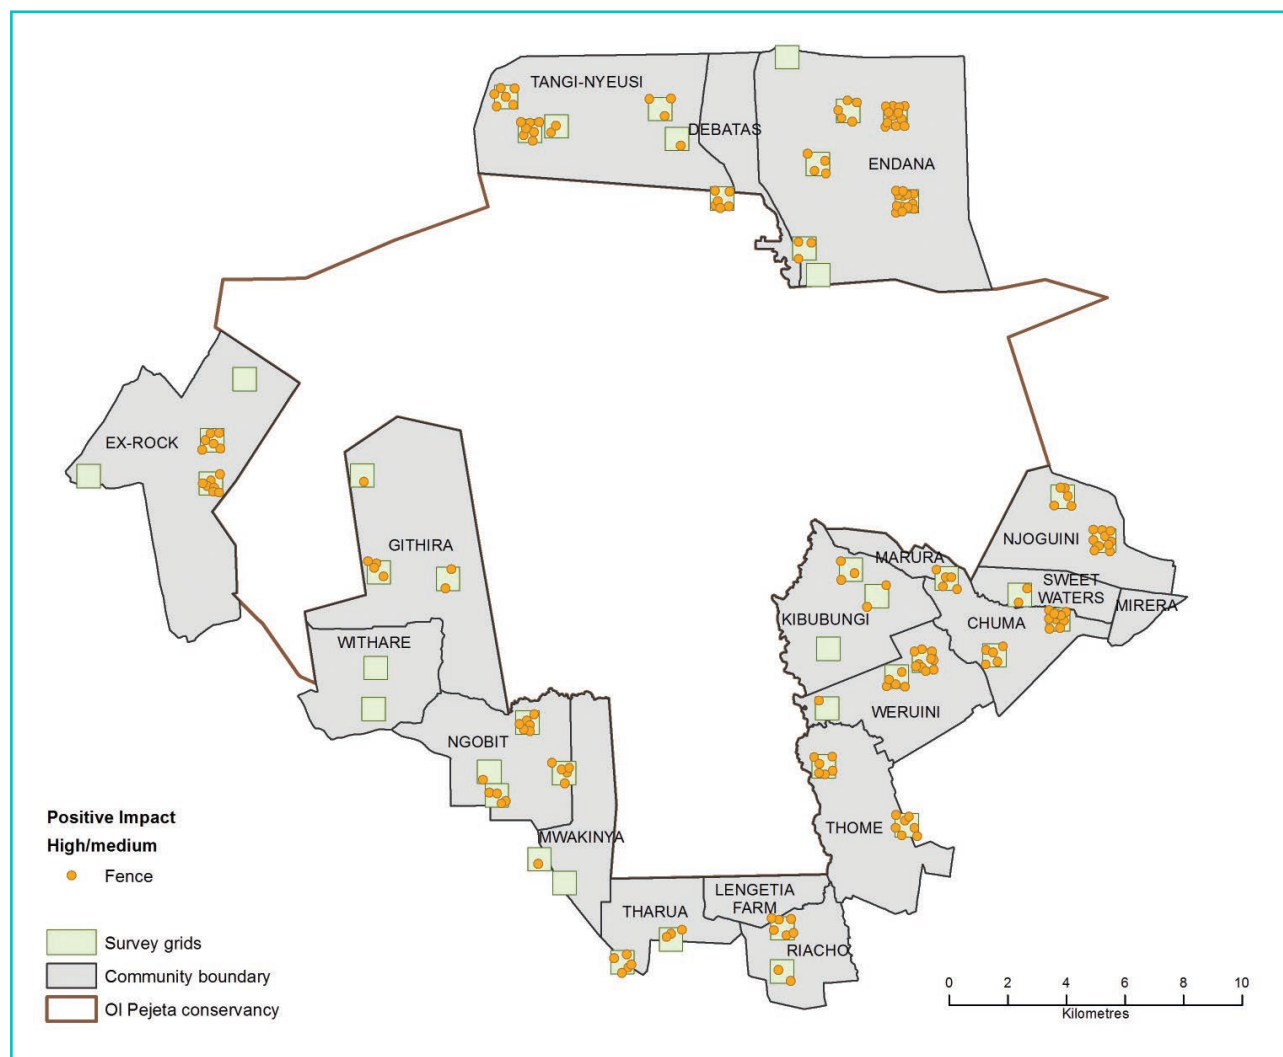 TANGI-NYEUSI
DEBATAS
ENDANA
EX-ROCK
GITHIRA
MARURA
NJOGUINI
SWEET
WATERS
MIRERA
KIBUBUNGI
CHUMA
WITHARE
WERUINI
NGOBIT
THOME
MWAKINYA
LENGETIA
FARM
THARUA
RIACHO
Positive Impact
High/medium
Fence
Survey grids
Community boundary
Ol Pejeta conservancy
0 2 4 6 8 10
Kilometres